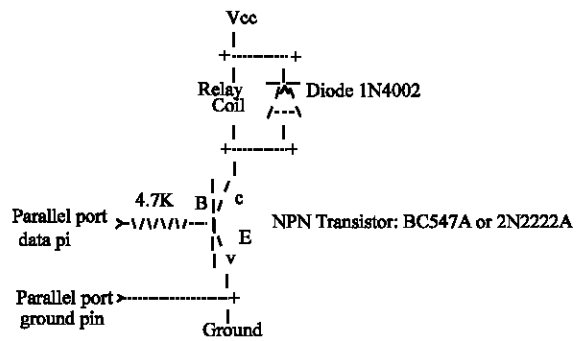 Vcc
Relay
Coil
Diode 1N4002
4.7K
B
c
Parallel port
data pi
NPN Transistor: BC547A or 2N2222A
E
v
Parallel port
ground pin
Ground